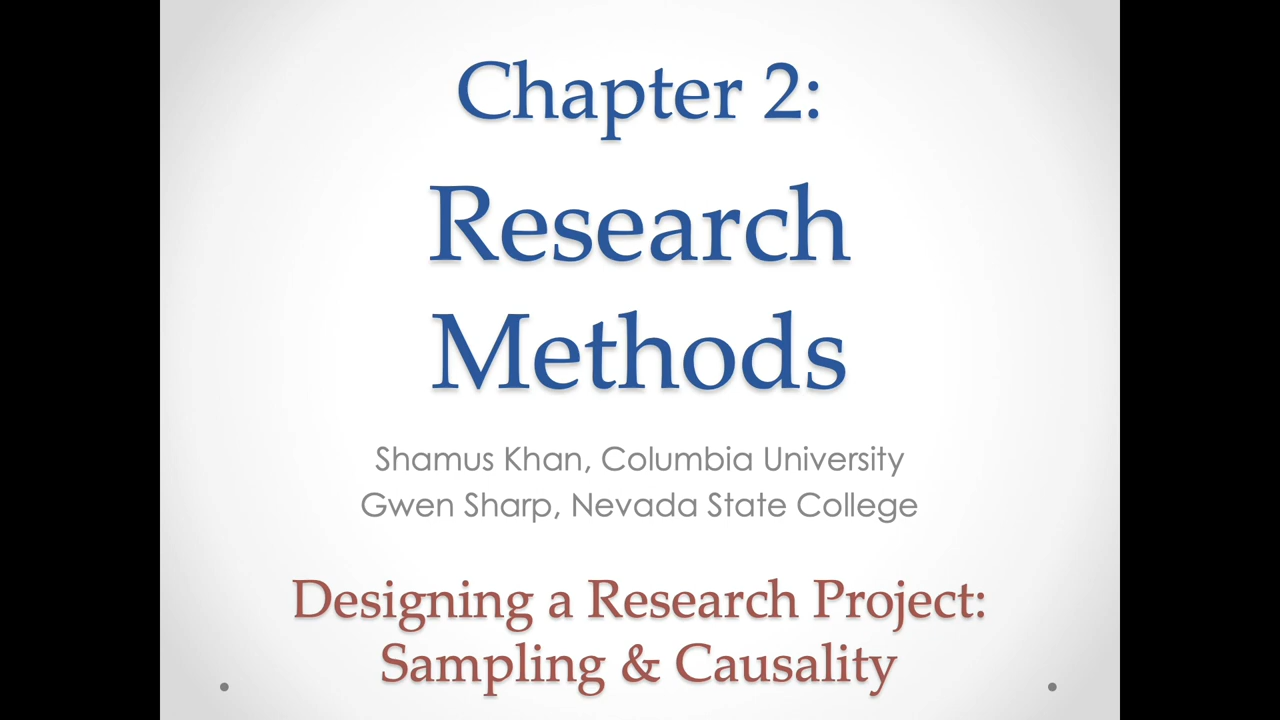 Chapter 2:
Research
Methods
Shamus Khan, Columbia University
Gwen Sharp, Nevada State College
Designing a Research Project:
Sampling & Causality